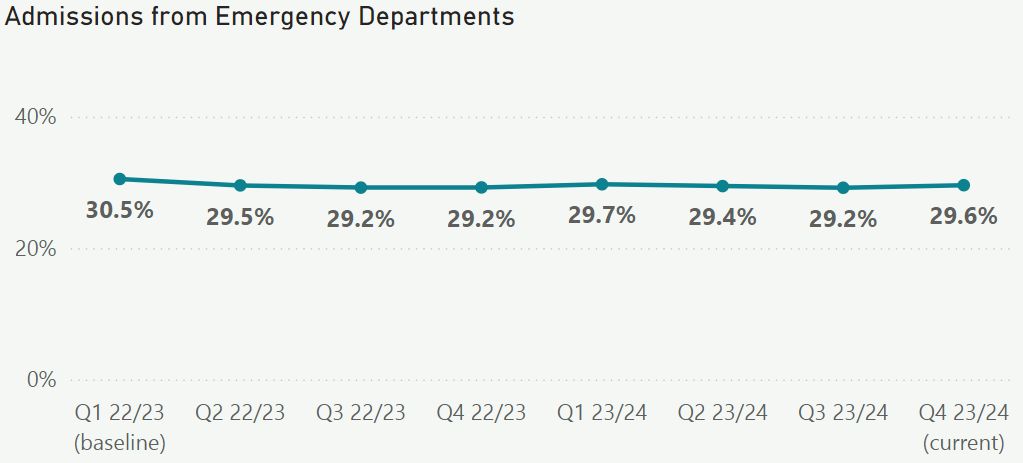 Admissions from Emergency Departments
40%
30.5% 29.5% 29.2% 29.2% 29.7% 29.4% 29.2% 29.6%
20%
0%
Q1 22/23 Q2 22/23 Q3 22/23 Q4 22/23 Q1 23/24 Q2 23/24 Q3 23/24 Q4 23/24
(baseline) (current)